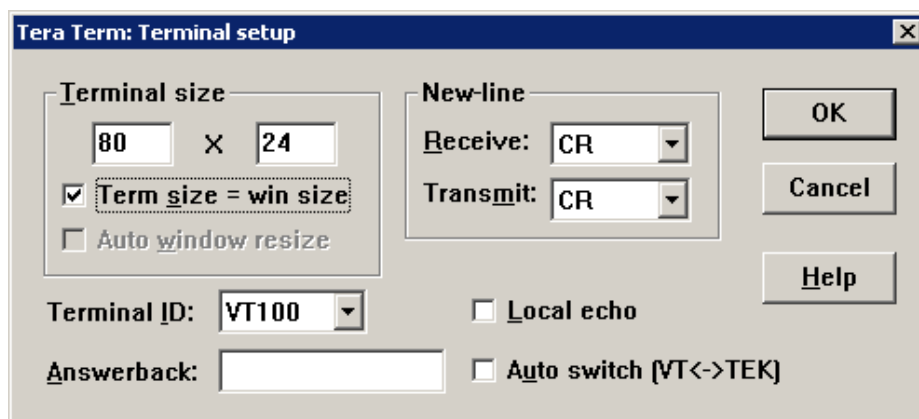 Tera Term: Terminal setup
Terminal size
80 X 24
Term size = win size
Auto window resize
New-line
Receive: CR
Transmit: CR
OK
Cancel
Help
Terminal ID: VT100
Local echo
Answerback:
Auto switch (VT<->TEK)